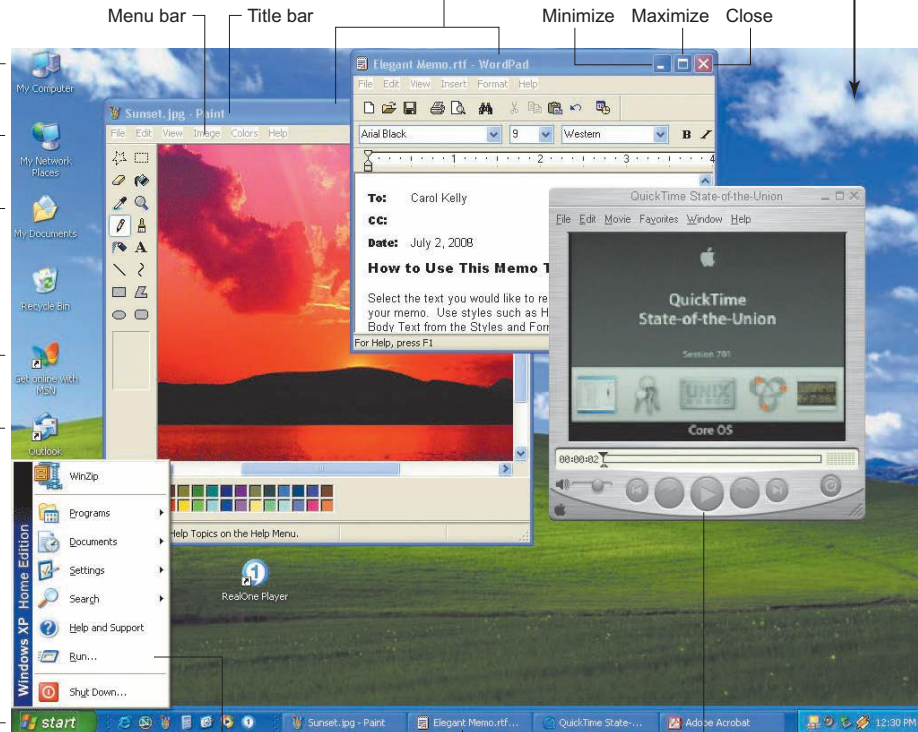 Menu bar
Title bar
Minimize Maximize Close
My Computer
My Network
Places
My Documents
Recycle Bin
Get online with
MSN
Outlook
Sunset.jpg - Paint
File Edit View Image Colors Help
Help Topics on the Help Menu.
Elegant Memo.rtf - WordPad
File Edit View Insert Format Help
Arial Black 9 Western B /
1 2 3 4
To: Carol Kelly
CC:
Date: July 2, 2008
How to Use This Memo T
Select the text you would like to re
your memo. Use styles such as H
Body Text from the Styles and For
For Help, press F1
QuickTime State-of-the-Union
File Edit Movie Favorites Window Help
QuickTime
State-of-the-Union
Session 701
UNIX
BASED
Core OS
00:00:02
RealOne Player
Windows XP Home Edition
WinZip
Programs
Documents
Settings
Search
Help and Support
Run...
Shut Down...
start
Sunset.jpg - Paint
Elegant Memo.rtf...
QuickTime State-...
Adobe Acrobat
12:30 PM